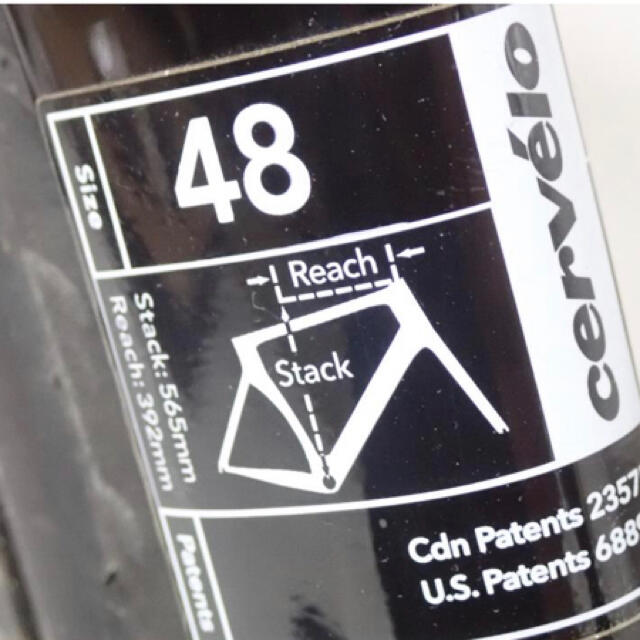 Size
48
cervélo
Reach
Stack
Stack: 565mm
Reach: 392mm
Patents
Cdn Patents 2357
U.S. Patents 688